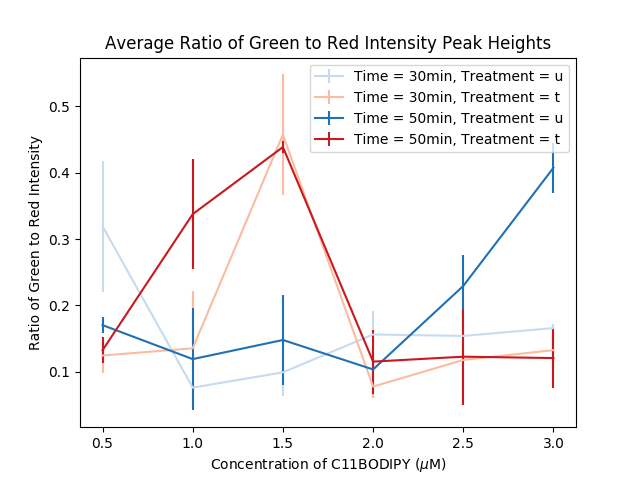 Average Ratio of Green to Red Intensity Peak Heights
Time = 30min, Treatment = u
Time = 30min, Treatment = t
Time = 50min, Treatment = u
Time = 50min, Treatment = t
Ratio of Green to Red Intensity
0.5
0.4
0.3
0.2
0.1
0.5 1.0 1.5 2.0 2.5 3.0
Concentration of C11BODIPY (μM)